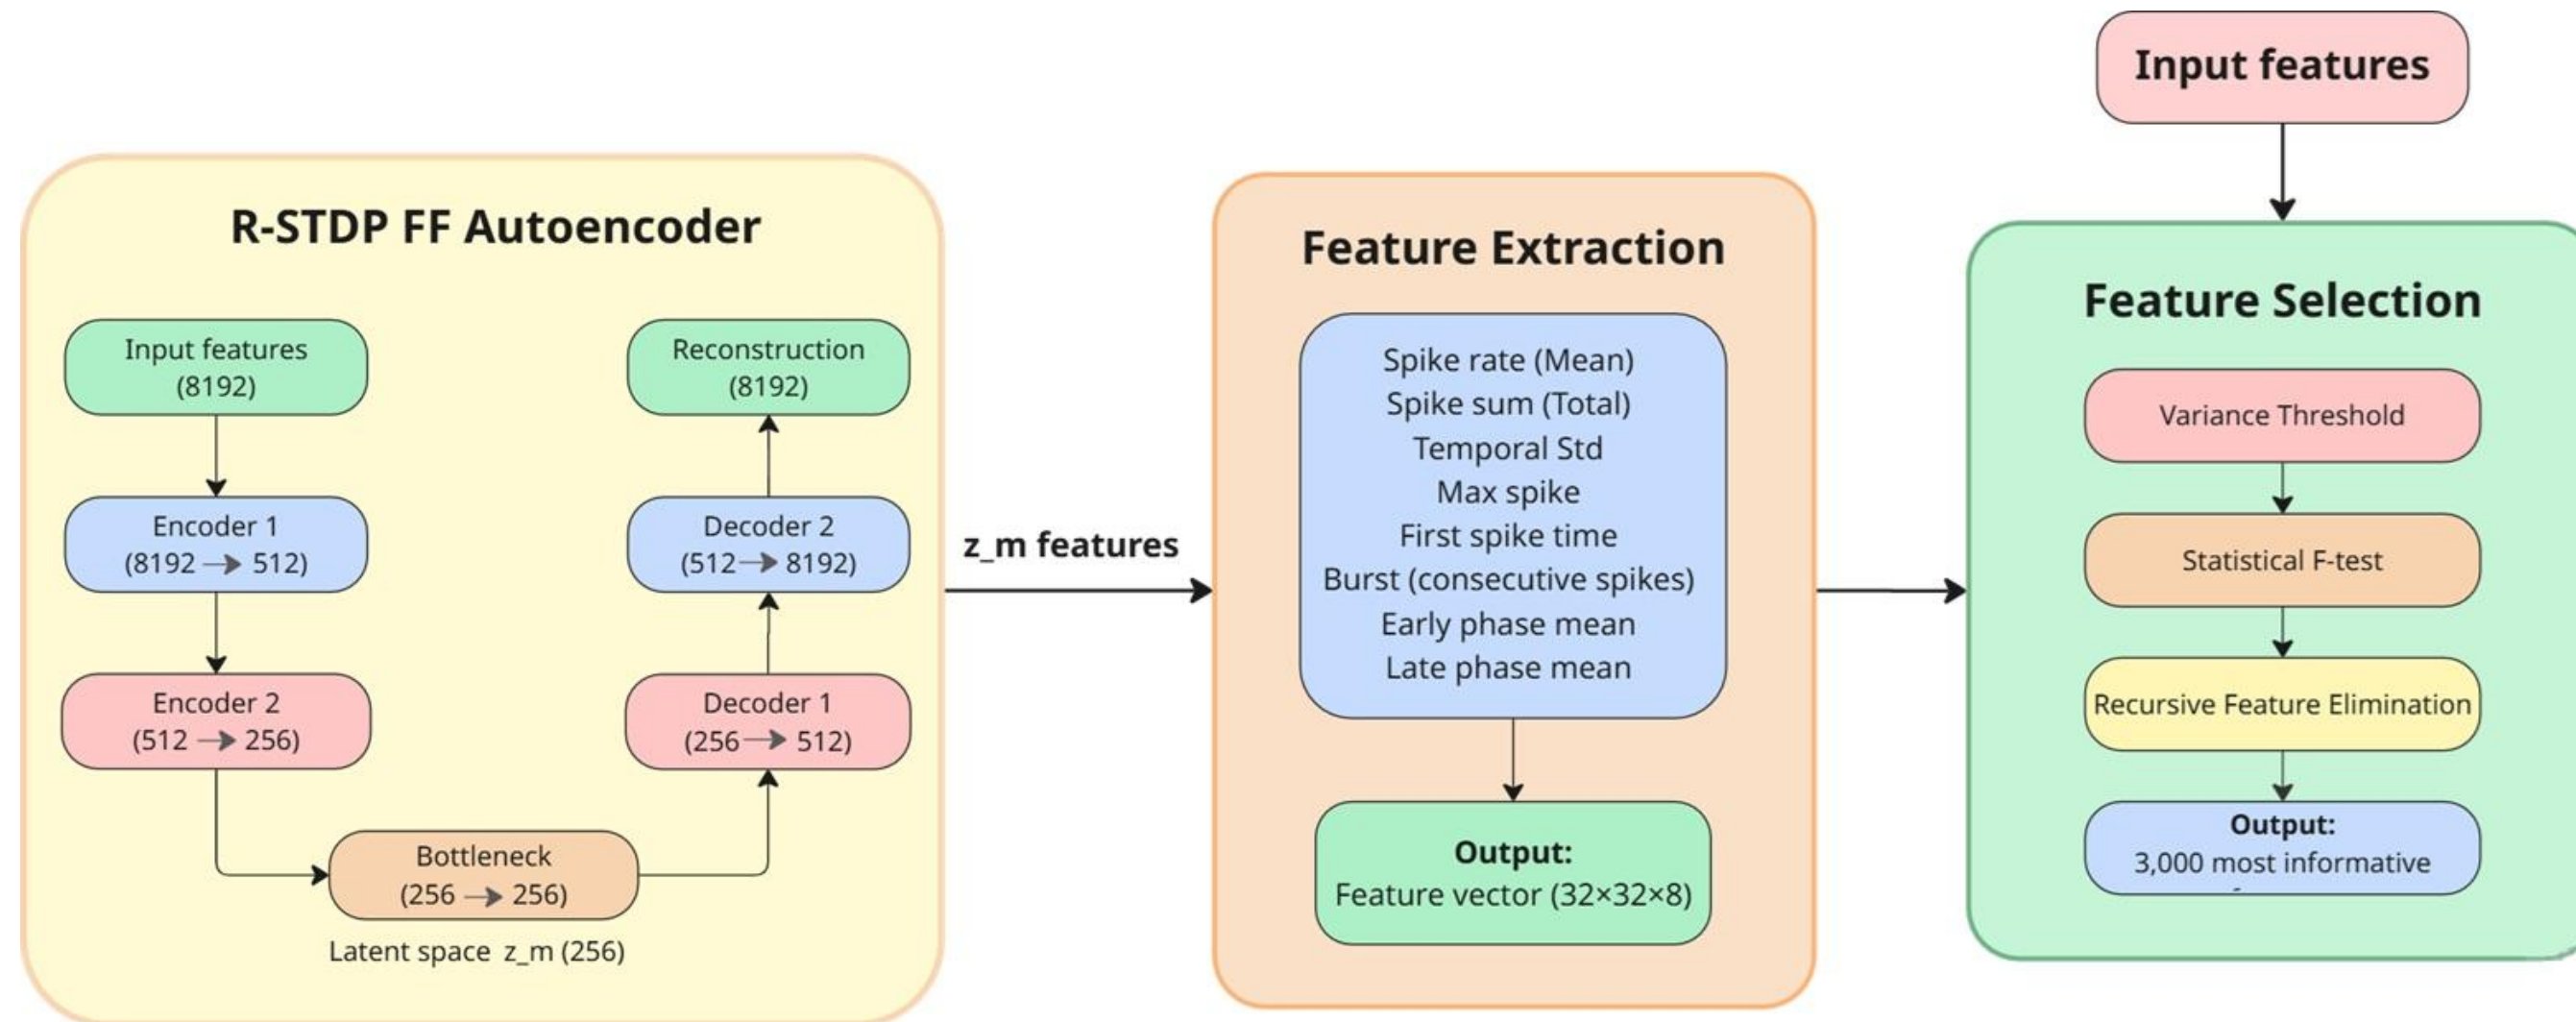 R-STDP FF Autoencoder
Input features
(8192)
Encoder 1
(8192 → 512)
Encoder 2
(512 → 256)
Bottleneck
(256 → 256)
Latent space z_m (256)
Decoder 1
(256 → 512)
Decoder 2
(512 → 8192)
Reconstruction
(8192)
z_m features
Feature Extraction
Spike rate (Mean)
Spike sum (Total)
Temporal Std
Max spike
First spike time
Burst (consecutive spikes)
Early phase mean
Late phase mean
Output:
Feature vector (32×32×8)
Input features
Feature Selection
Variance Threshold
Statistical F-test
Recursive Feature Elimination
Output:
3,000 most informative